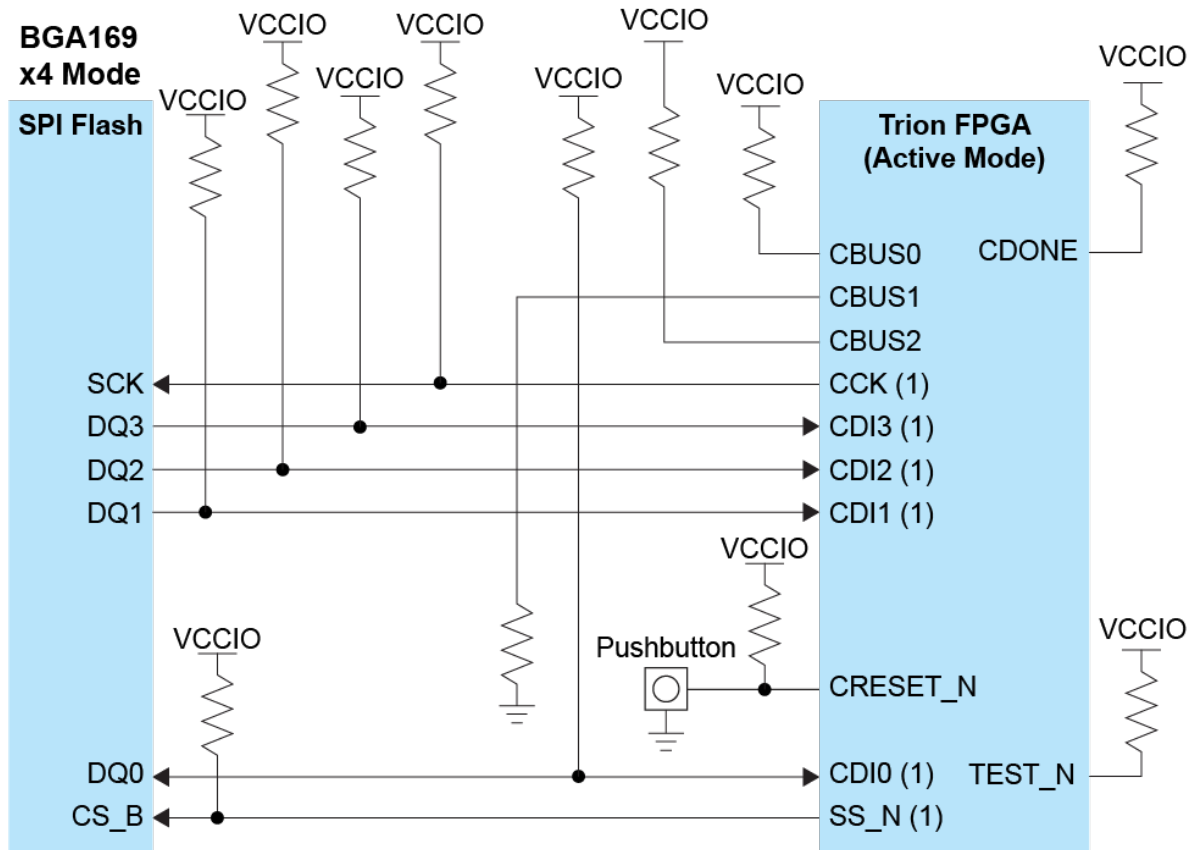 BGA169
x4 Mode
SPI Flash
VCCIO
VCCIO
VCCIO
VCCIO
VCCIO
VCCIO
VCCIO
VCCIO
Trion FPGA
(Active Mode)
CBUS0
CDONE
CBUS1
CBUS2
SCK
CCK (1)
DQ3
CDI3 (1)
DQ2
CDI2 (1)
DQ1
CDI1 (1)
VCCIO
VCCIO
VCCIO
Pushbutton
CRESET_N
DQ0
CDI0 (1)
TEST_N
CS_B
SS_N (1)